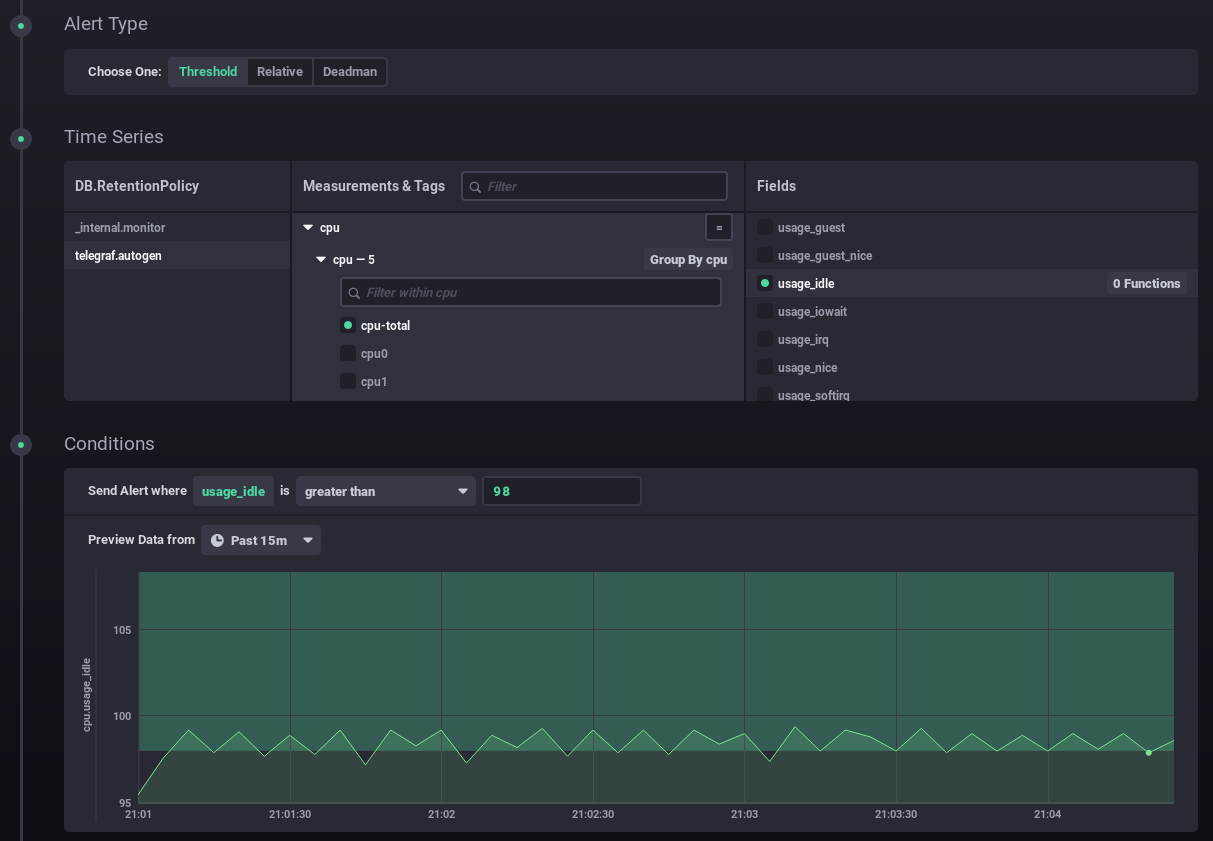 Alert Type
Choose One: Threshold Relative Deadman
Time Series
DB.RetentionPolicy Measurements & Tags Filter Fields
_internal.monitor
telegraf.autogen
cpu =
cpu — 5 Group By cpu
Filter within cpu
cpu-total
cpu0
cpu1
usage_guest
usage_guest_nice
usage_idle 0 Functions
usage_iowait
usage_irq
usage_nice
usage_softirq
Conditions
Send Alert where usage_idle is greater than 98
Preview Data from Past 15m
cpu.usage_idle
105
100
95
21:01 21:01:30 21:02 21:02:30 21:03 21:03:30 21:04